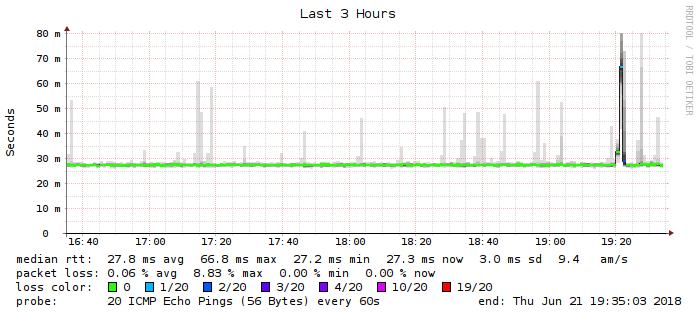 Last 3 Hours
RRDTOOL / TOBI OETIKER
Seconds
80 m
70 m
60 m
50 m
40 m
30 m
20 m
10 m
0
16:40 17:00 17:20 17:40 18:00 18:20 18:40 19:00 19:20
median rtt: 27.8 ms avg 66.8 ms max 27.2 ms min 27.3 ms now 3.0 ms sd 9.4 am/s
packet loss: 0.06 % avg 8.83 % max 0.00 % min 0.00 % now
loss color: 0 1/20 2/20 3/20 4/20 10/20 19/20
probe: 20 ICMP Echo Pings (56 Bytes) every 60s end: Thu Jun 21 19:35:03 2018